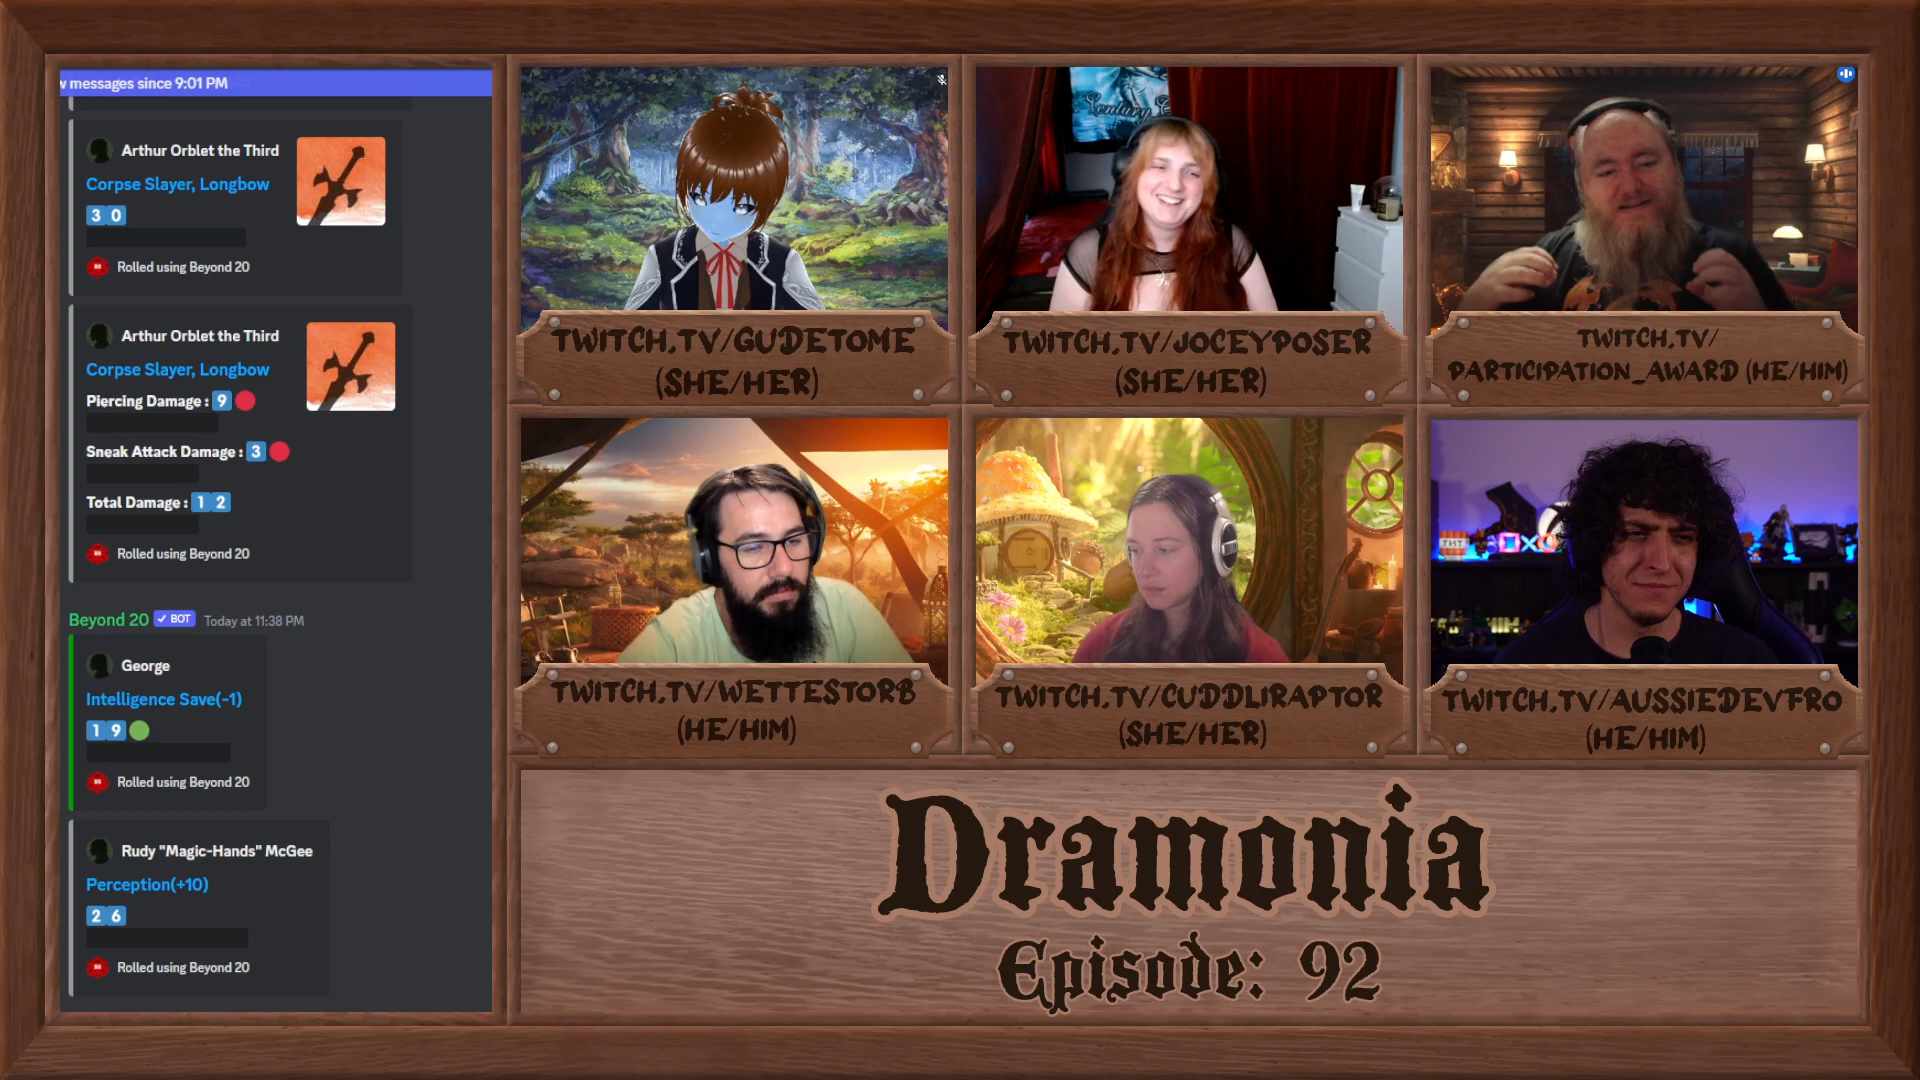 w messages since 9:01 PM
Arthur Orblet the Third
Corpse Slayer, Longbow
30
Rolled using Beyond 20
Arthur Orblet the Third
Corpse Slayer, Longbow
Piercing Damage : 9
Sneak Attack Damage : 3
Total Damage : 12
Rolled using Beyond 20
Beyond 20 ✓ BOT Today at 11:38 PM
George
Intelligence Save(-1)
19
Rolled using Beyond 20
Rudy "Magic-Hands" McGee
Perception(+10)
26
Rolled using Beyond 20
Century
TWITCH.TV/GUDETOME
(SHE/HER)
TWITCH.TV/JOCEYPOSER
(SHE/HER)
TWITCH.TV/
PARTICIPATION_AWARD (HE/HIM)
TNT
TWITCH.TV/WETTESTORB
(HE/HIM)
TWITCH.TV/CUDDLIRAPTOR
(SHE/HER)
TWITCH.TV/AUSSIEDEVFRO
(HE/HIM)
Dramonia
Episode: 92